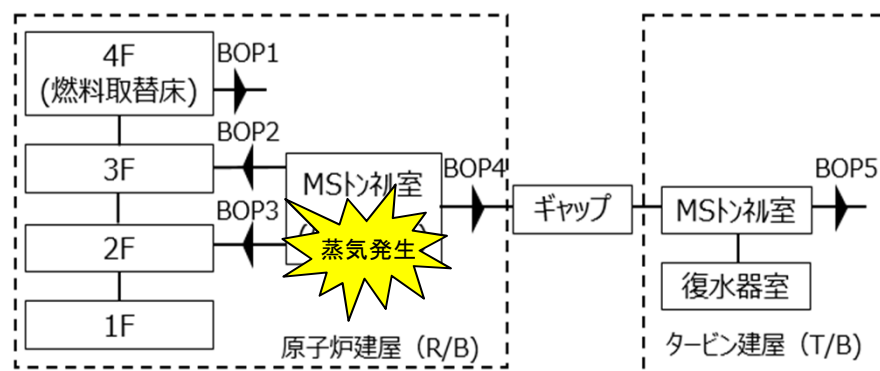 4F
(燃料取替床)
BOP1
BOP2
3F
BOP3
2F
1F
MSトンネル室
蒸気発生
BOP4
原子炉建屋 (R/B)
ギャップ
MSトンネル室
BOP5
復水器室
タービン建屋 (T/B)